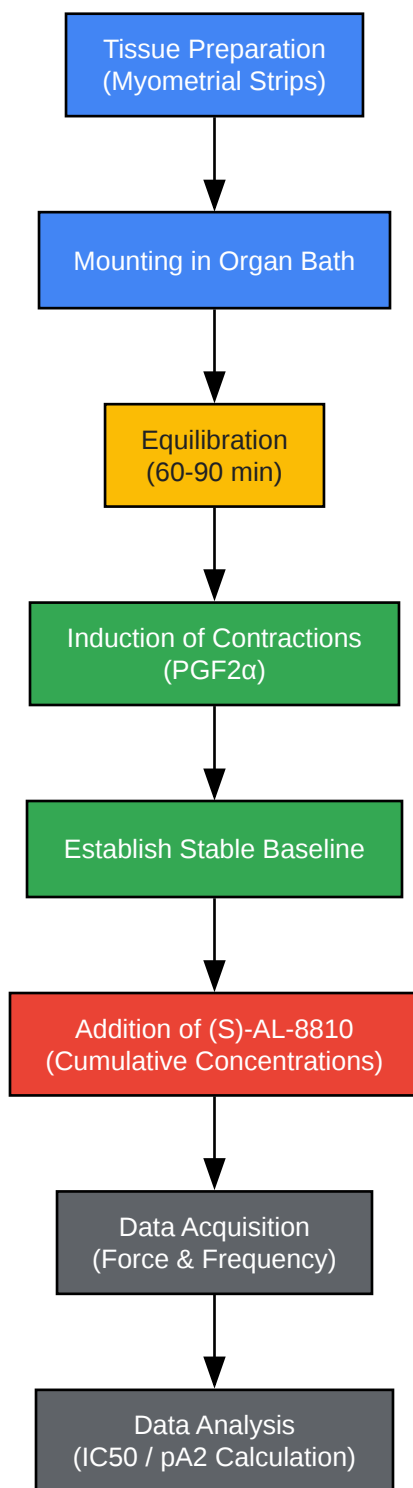 Tissue Preparation
(Myometrial Strips)
Mounting in Organ Bath
Equilibration
(60-90 min)
Induction of Contractions
(PGF2α)
Establish Stable Baseline
Addition of (S)-AL-8810
(Cumulative Concentrations)
Data Acquisition
(Force & Frequency)
Data Analysis
(IC50 / pA2 Calculation)